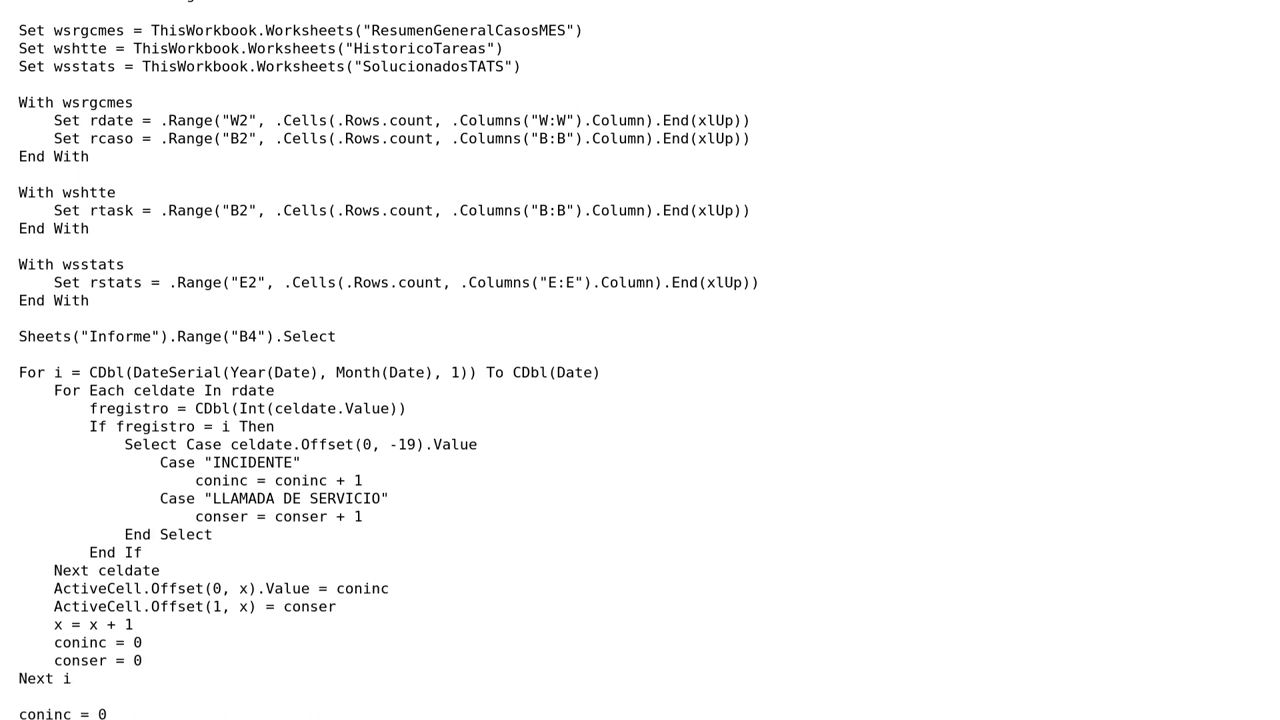 Set wsrgcmes = ThisWorkbook.Worksheets("ResumenGeneralCasosMES")
Set wshtte = ThisWorkbook.Worksheets("HistoricoTareas")
Set wsstats = ThisWorkbook.Worksheets("SolucionadosTATS")

With wsrgcmes
    Set rdate = .Range("W2", .Cells(.Rows.count, .Columns("W:W").Column).End(xlUp))
    Set rcaso = .Range("B2", .Cells(.Rows.count, .Columns("B:B").Column).End(xlUp))
End With

With wshtte
    Set rtask = .Range("B2", .Cells(.Rows.count, .Columns("B:B").Column).End(xlUp))
End With

With wsstats
    Set rstats = .Range("E2", .Cells(.Rows.count, .Columns("E:E").Column).End(xlUp))
End With

Sheets("Informe").Range("B4").Select

For i = CDbl(DateSerial(Year(Date), Month(Date), 1)) To CDbl(Date)
    For Each celdate In rdate
        fregistro = CDbl(Int(celdate.Value))
        If fregistro = i Then
            Select Case celdate.Offset(0, -19).Value
                Case "INCIDENTE"
                    coninc = coninc + 1
                Case "LLAMADA DE SERVICIO"
                    conser = conser + 1
            End Select
        End If
    Next celdate
    ActiveCell.Offset(0, x).Value = coninc
    ActiveCell.Offset(1, x) = conser
    x = x + 1
    coninc = 0
    conser = 0
Next i

coninc = 0